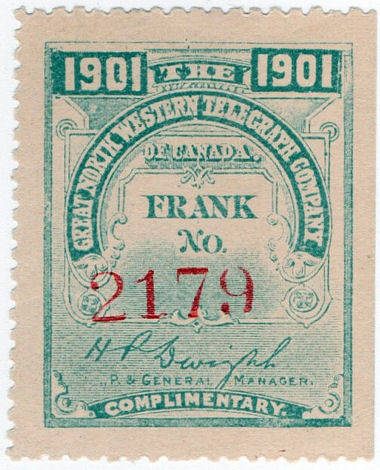 1901 THE 1901
GREAT NORTH WESTERN TELEGRAPH COMPANY
OF CANADA.
FRANK
No.
2179
H P Dwight
P. & GENERAL MANAGER.
COMPLIMENTARY.